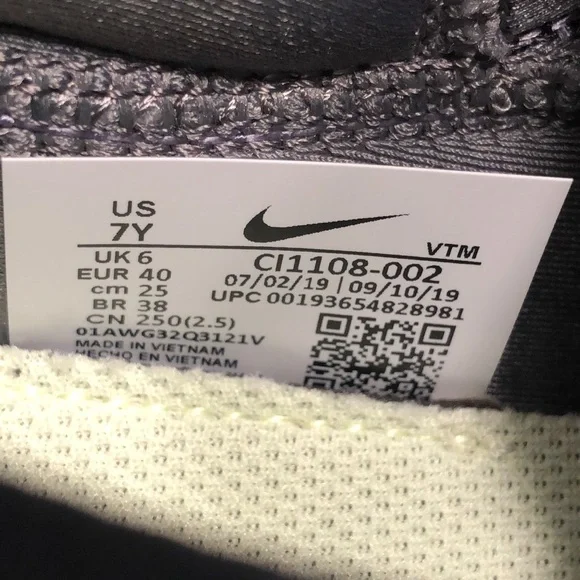 US
7Y
UK 6
EUR 40
cm 25
BR 38
CN 250(2.5)
01AWG32Q3121V
MADE IN VIETNAM
HECHO EN VIETNAM
VTM
CI1108-002
07/02/19 | 09/10/19
UPC 00193654828981